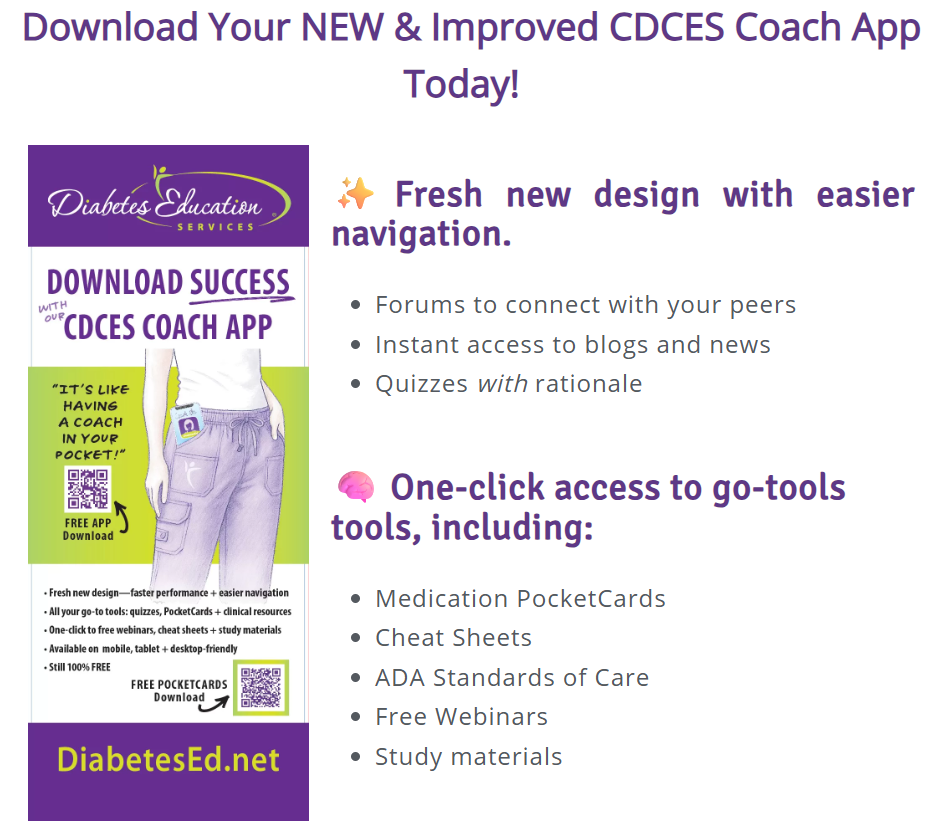 Download Your NEW & Improved CDCES Coach App
Today!
Diabetes Education
SERVICES
DOWNLOAD SUCCESS
WITH
OUR
CDCES COACH APP
"IT'S LIKE
HAVING
A COACH
IN YOUR
POCKET!"
FREE APP
Download
• Fresh new design—faster performance + easier navigation
• All your go-to tools: quizzes, PocketCards + clinical resources
• One-click to free webinars, cheat sheets + study materials
• Available on mobile, tablet + desktop-friendly
• Still 100% FREE
FREE POCKETCARDS
Download
DiabetesEd.net
✨ Fresh new design with easier
navigation.
• Forums to connect with your peers
• Instant access to blogs and news
• Quizzes with rationale
🧠 One-click access to go-tools
tools, including:
• Medication PocketCards
• Cheat Sheets
• ADA Standards of Care
• Free Webinars
• Study materials